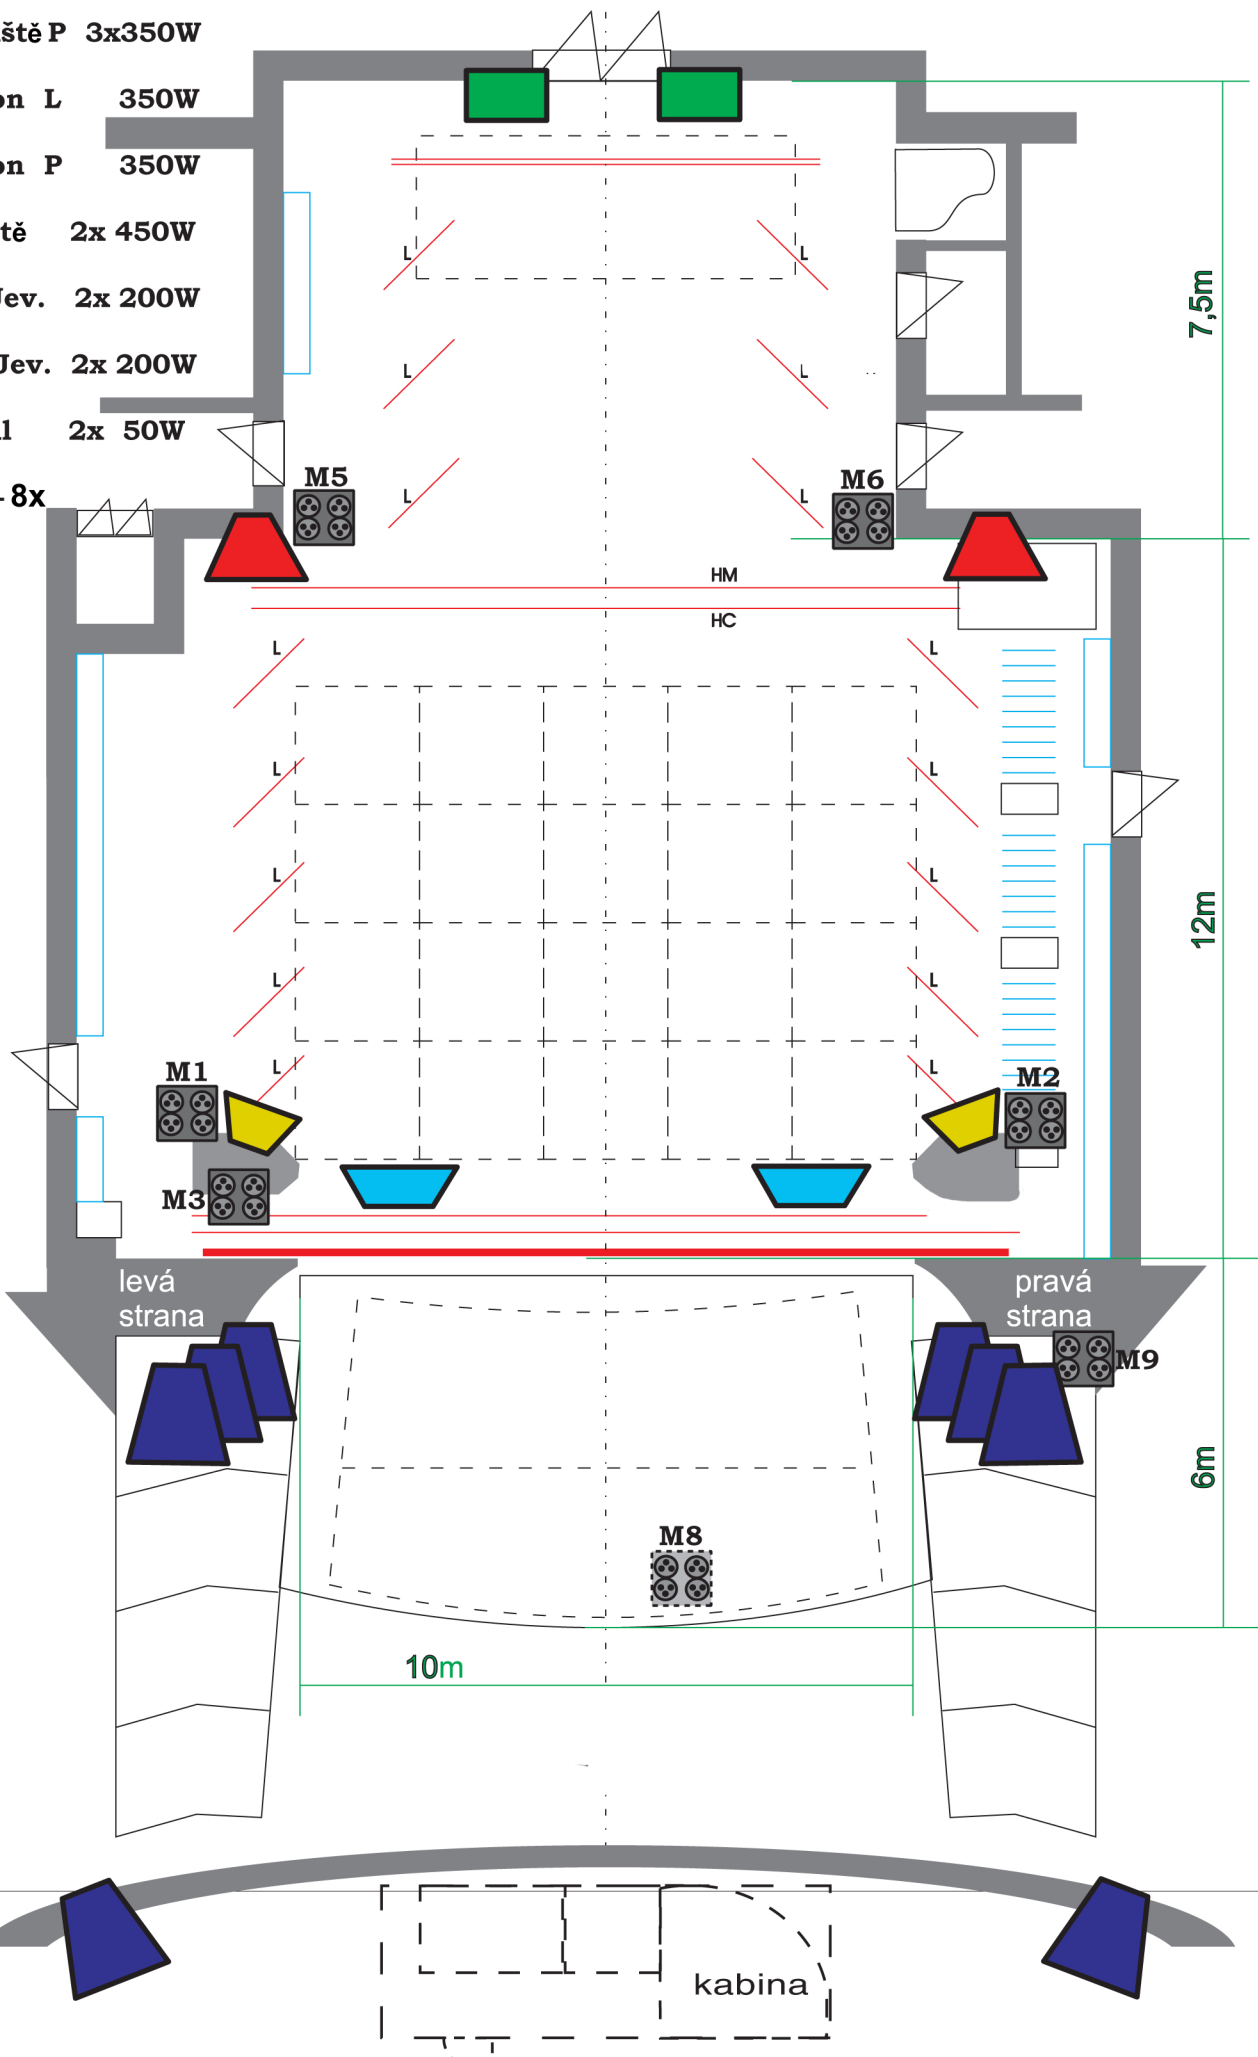 ště P 3x350W
on L 350W
on P 350W
tě 2x 450W
Jev. 2x 200W
Jev. 2x 200W
l 2x 50W
- 8x
L L
7,5m
L L
M5 M6
L L
HM
HC
L L
L L
L L
12m
L L
L L
M1 M2
M3
levá
strana
pravá
strana
M9
6m
M8
10m
kabina